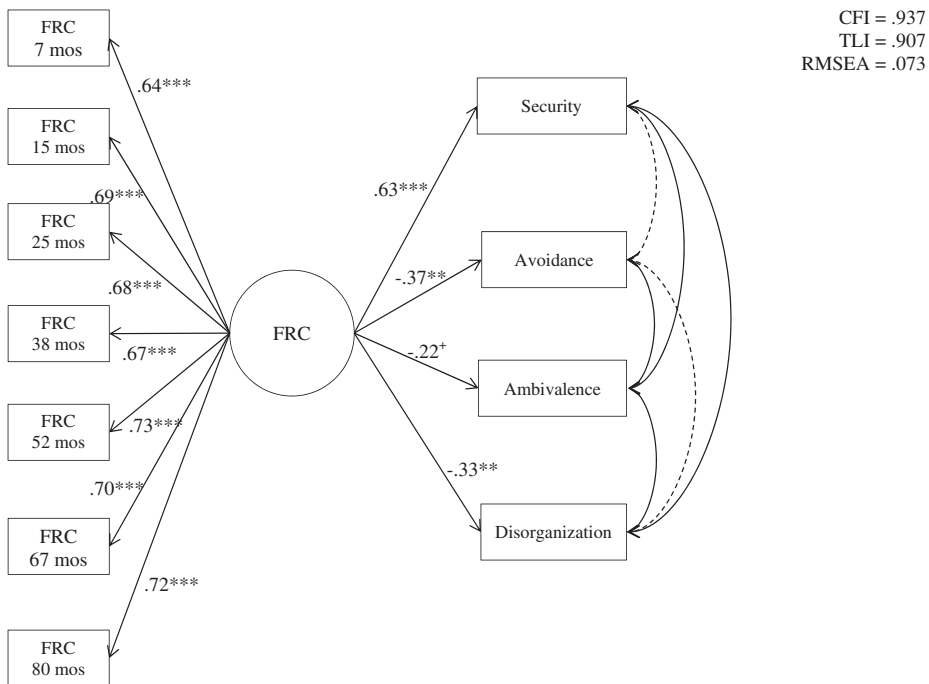 CFI = .937
TLI = .907
RMSEA = .073
FRC
7 mos
FRC
15 mos
FRC
25 mos
FRC
38 mos
FRC
52 mos
FRC
67 mos
FRC
80 mos
.64***
.69***
.68***
.67***
.73***
.70***
.72***
FRC
.63***
-.37**
-.22+
-.33**
Security
Avoidance
Ambivalence
Disorganization